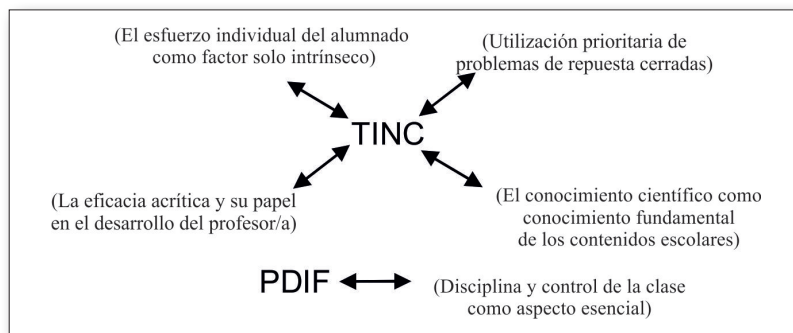 (El esfuerzo individual del alumnado
como factor solo intrínseco)
(Utilización prioritaria de
problemas de repuesta cerradas)
TINC
(La eficacia acrítica y su papel
en el desarrollo del profesor/a)
(El conocimiento científico como
conocimiento fundamental
de los contenidos escolares)
PDIF
(Disciplina y control de la clase
como aspecto esencial)